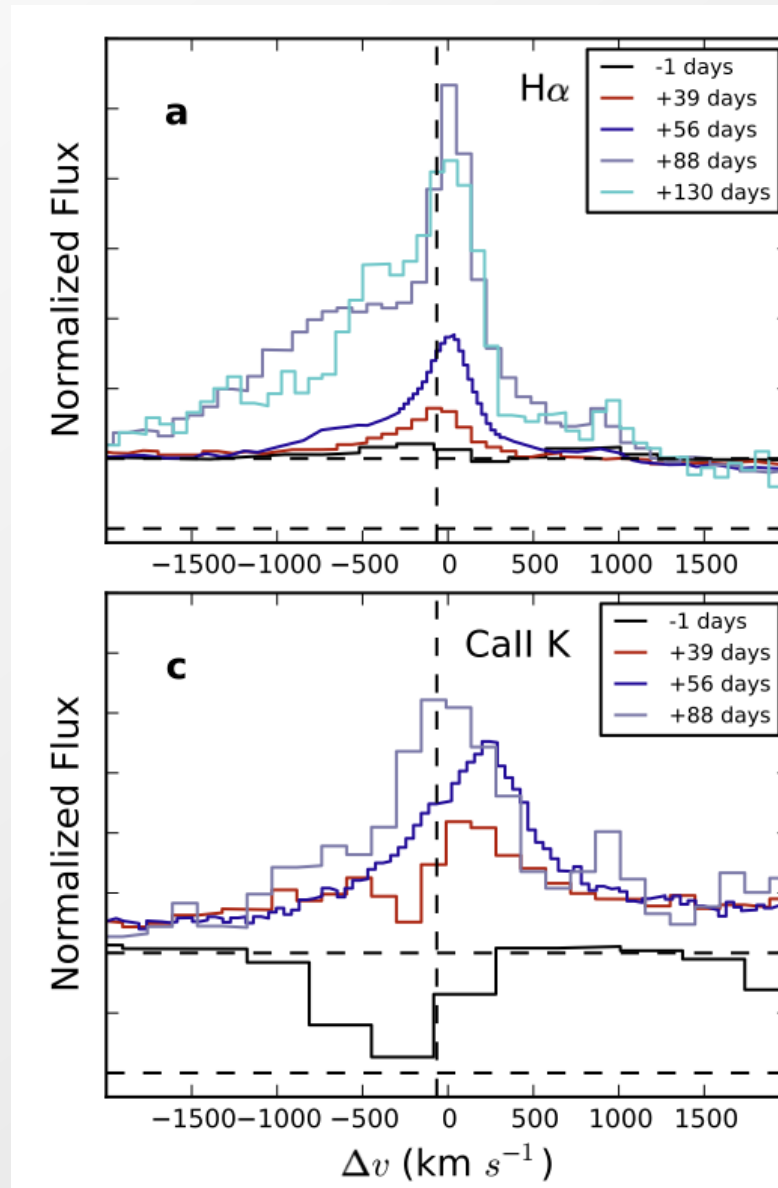 a
Hα
-1 days
+39 days
+56 days
+88 days
+130 days
Normalized Flux
−1500 −1000 −500 0 500 1000 1500
c
CaII K
-1 days
+39 days
+56 days
+88 days
Normalized Flux
−1500 −1000 −500 0 500 1000 1500
Δv (km s⁻¹)